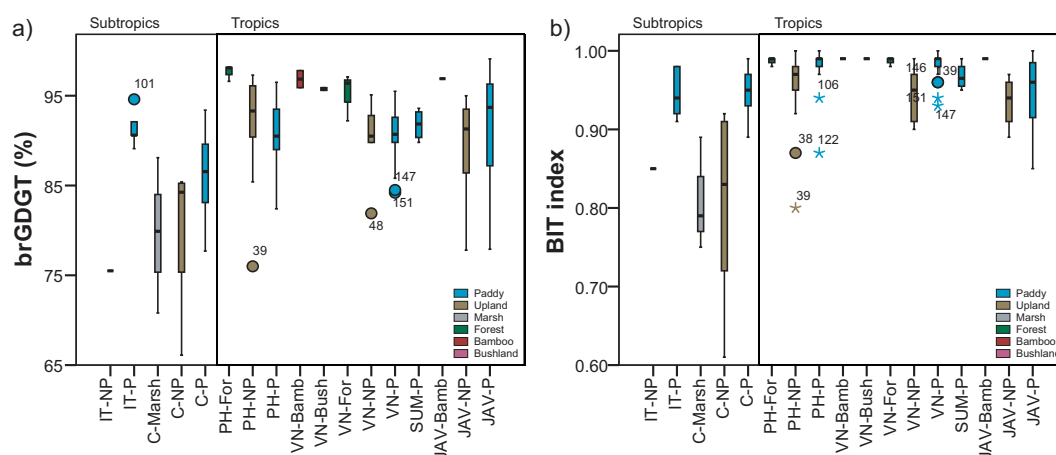 a)
Subtropics
Tropics
brGDGT (%)
95
85
75
65
101
39
48
147
151
Paddy
Upland
Marsh
Forest
Bamboo
Bushland
IT-NP
IT-P
C-Marsh
C-NP
C-P
PH-For
PH-NP
PH-P
VN-Bamb
VN-Bush
VN-For
VN-NP
VN-P
SUM-P
JAV-Bamb
JAV-NP
JAV-P
b)
Subtropics
Tropics
BIT index
1.00
0.90
0.80
0.70
0.60
106
122
38
39
146
139
151
147
Paddy
Upland
Marsh
Forest
Bamboo
Bushland
IT-NP
IT-P
C-Marsh
C-NP
C-P
PH-For
PH-NP
PH-P
VN-Bamb
VN-Bush
VN-For
VN-NP
VN-P
SUM-P
JAV-Bamb
JAV-NP
JAV-P